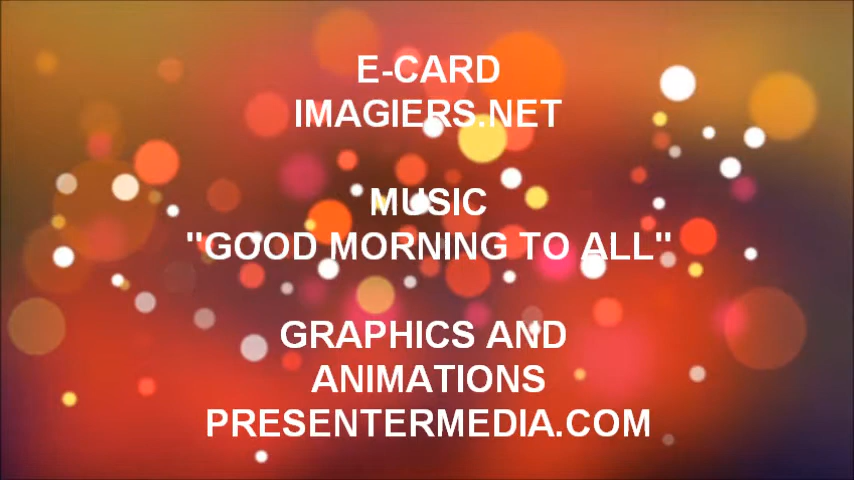 E-CARD
IMAGIERS.NET
MUSIC
"GOOD MORNING TO ALL"
GRAPHICS AND
ANIMATIONS
PRESENTERMEDIA.COM